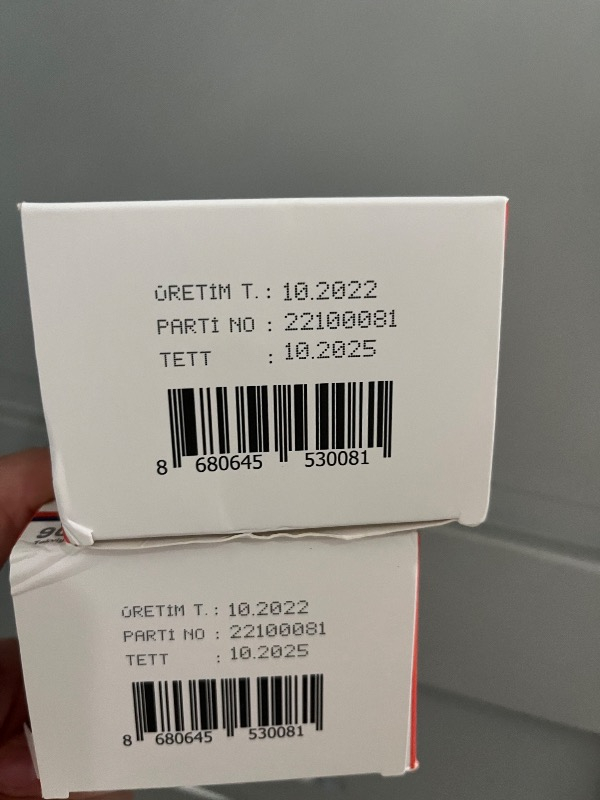 ÜRETİM T. : 10.2022
PARTİ NO : 22100081
TETT : 10.2025
8 680645 530081
ÜRETİM T. : 10.2022
PARTİ NO : 22100081
TETT : 10.2025
8 680645 530081